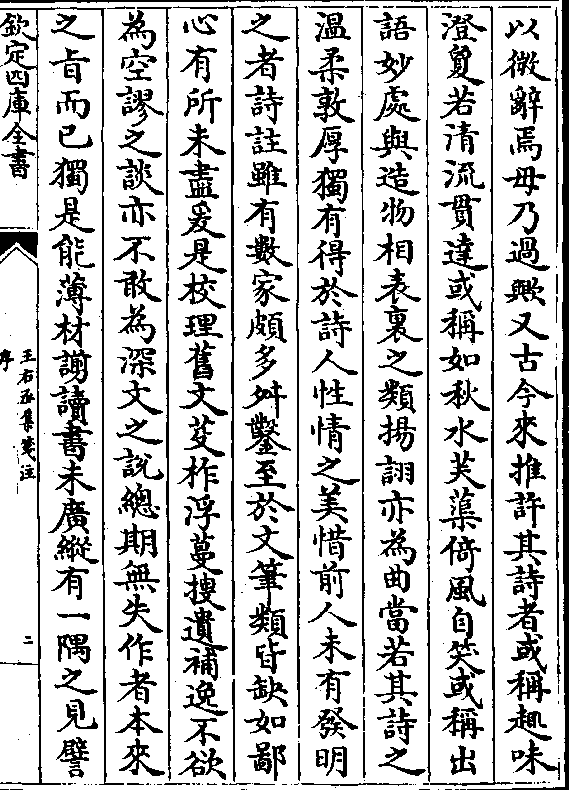 以微辭焉毋乃過歟又古今來推許其詩者或稱趣味
澄夐若清流貫達或稱如秋水芙蕖倚風自笑或稱出
語妙處與造物相表裏之類揚詡亦為曲當若其詩之
溫柔敦厚獨有得於詩人性情之美惜前人未有發明
之者詩註雖有數家頗多舛鑿至於文筆類皆缺如鄙
心有所未盡爰是校理舊文芟柞浮蔓搜遺補逸不欲
為空謬之談亦不敢為深文之説總期無失作者本來
之旨而已獨是能薄材謭讀書未廣縱有一隅之見譬
欽定四庫全書
王右丞集箋注
序
二